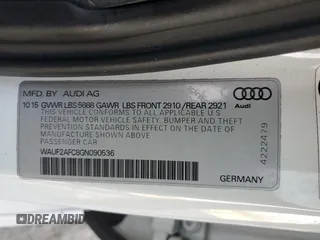 MFD BY AUDI AG
10 15 GVWR LBS 5688 GAWR LBS FRONT 2910 /REAR 2921
THIS VEHICLE CONFORMS TO ALL APPLICABLE U.S.
FEDERAL MOTOR VEHICLE SAFETY, BUMPER AND THEFT
PREVENTION STANDARDS IN EFFECT ON THE DATE OF
MANUFACTURE SHOWN ABOVE.
PASSENGER CAR
WAUF2AFC8GN090536
Audi
4222479
GERMANY
DREAMBID